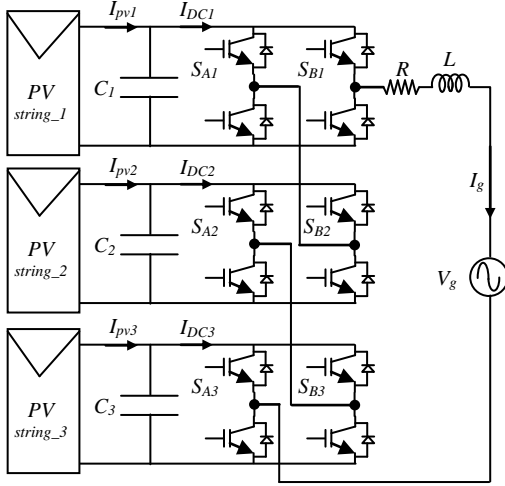 I_pv1 I_DC1
PV string_1 C_1 S_A1 S_B1 R L
I_pv2 I_DC2
PV string_2 C_2 S_A2 S_B2 I_g
V_g
I_pv3 I_DC3
PV string_3 C_3 S_A3 S_B3